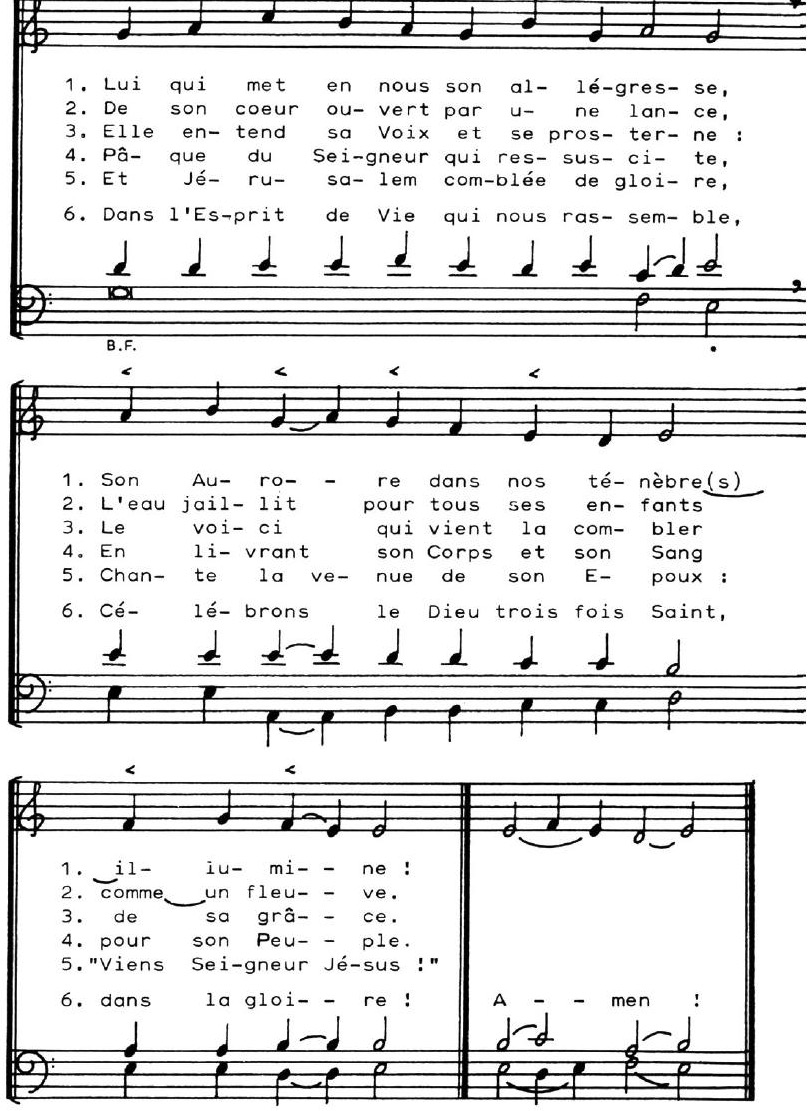 1. Lui qui met en nous son al- lé-gres- se,
2. De son coeur ou- vert par u- ne lan- ce,
3. Elle en- tend sa Voix et se pros- ter- ne :
4. Pâ- que du Sei-gneur qui res- sus- ci- te,
5. Et Jé- ru- sa- lem com-blée de gloi- re,
6. Dans l'Es-prit de Vie qui nous ras- sem- ble,
B.F.
1. Son Au- ro- - re dans nos té- nèbre(s)
2. L'eau jail- lit pour tous ses en- fants
3. Le voi- ci qui vient la com- bler
4. En li- vrant son Corps et son Sang
5. Chan- te la ve- nue de son E- poux :
6. Cé- lé- brons le Dieu trois fois Saint,
1. il- lu- mi- - ne !
2. comme un fleu- - ve.
3. de sa grâ- - ce.
4. pour son Peu- - ple.
5."Viens Sei-gneur Jé-sus !"
6. dans la gloi- - re ! A - - men !